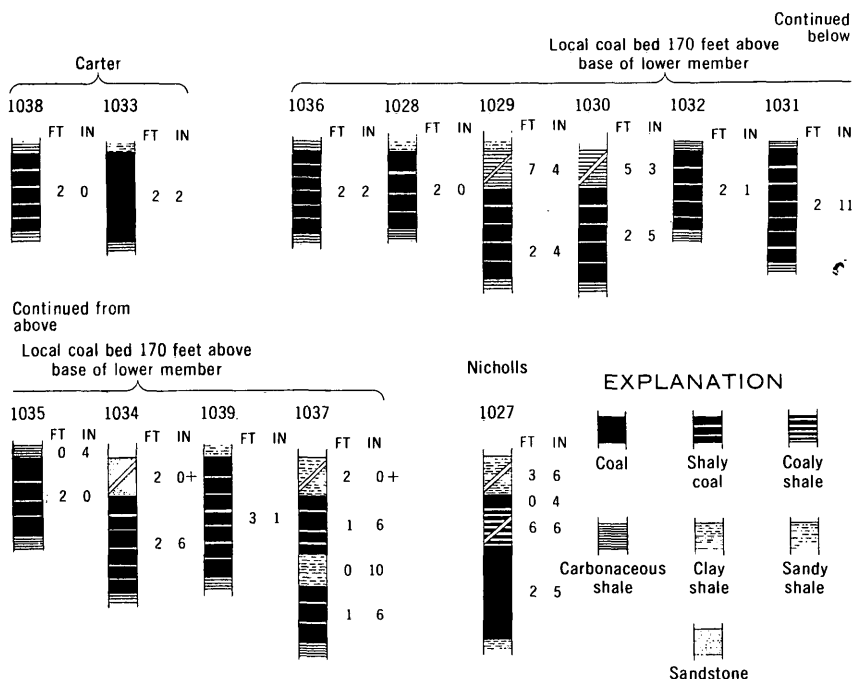 Continued
below
Local coal bed 170 feet above
base of lower member
Carter
1038 1033
FT IN FT IN
2 0 2 2
1036 1028 1029 1030 1032 1031
FT IN FT IN FT IN FT IN FT IN FT IN
7 4 5 3
2 2 2 0 2 1 2 11
2 4 2 5
Continued from
above
Local coal bed 170 feet above
base of lower member
1035 1034 1039 1037
FT IN FT IN FT IN FT IN
0 4
2 0 2 0+ 2 0+
2 6 3 1 1 6
0 10
1 6
Nicholls
1027
FT IN
3 6
0 4
6 6
2 5
EXPLANATION
Coal
Shaly
coal
Coaly
shale
Carbonaceous
shale
Clay
shale
Sandy
shale
Sandstone